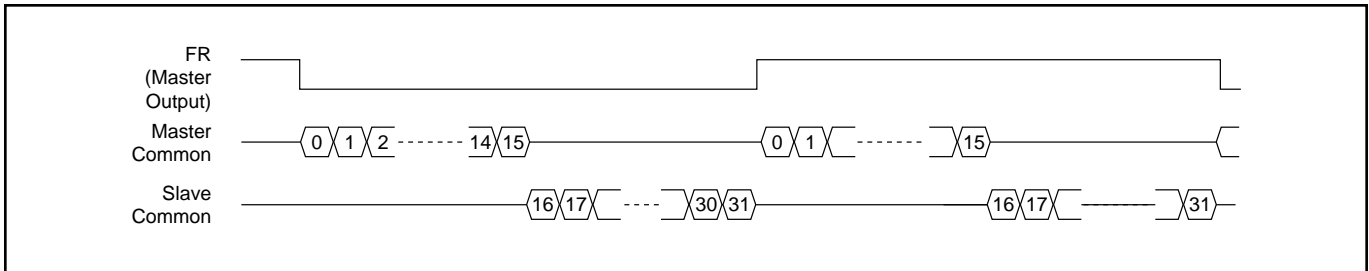 FR
(Master
Output)
Master
Common
0 1 2 14 15 0 1 15
Slave
Common
16 17 30 31 16 17 31